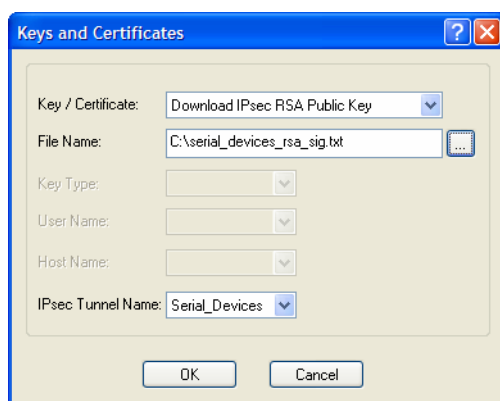 Keys and Certificates
Key / Certificate: Download IPsec RSA Public Key
File Name: C:\serial_devices_rsa_sig.txt ...
Key Type:
User Name:
Host Name:
IPsec Tunnel Name: Serial_Devices
OK Cancel